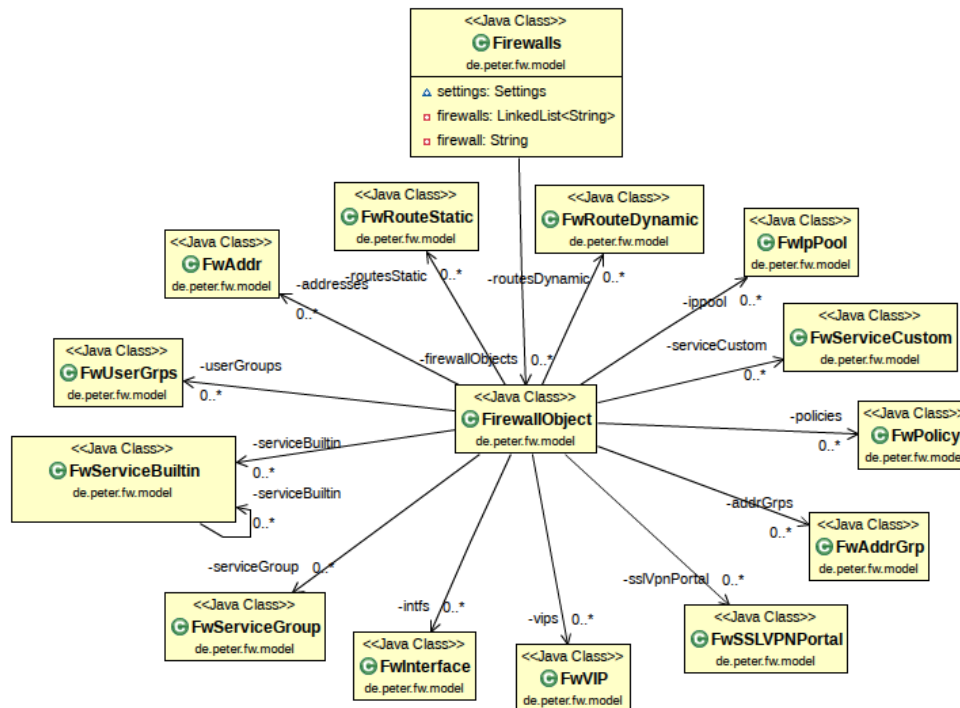 <<Java Class>>
Firewalls
de.peter.fw.model
settings: Settings
firewalls: LinkedList<String>
firewall: String
<<Java Class>>
FwRouteStatic
de.peter.fw.model
<<Java Class>>
FwRouteDynamic
de.peter.fw.model
<<Java Class>>
FwIpPool
de.peter.fw.model
<<Java Class>>
FwAddr
de.peter.fw.model
-routesStatic
0..*
-routesDynamic
0..*
-addresses
0..*
-ippool
0..*
<<Java Class>>
FwServiceCustom
de.peter.fw.model
-serviceCustom
0..*
<<Java Class>>
FwUserGrps
de.peter.fw.model
-userGroups
0..*
-firewallObjects
0..*
<<Java Class>>
FirewallObject
de.peter.fw.model
-policies
0..*
<<Java Class>>
FwPolicy
de.peter.fw.model
<<Java Class>>
FwServiceBuiltin
de.peter.fw.model
-serviceBuiltin
0..*
-serviceBuiltin
0..*
-addrGrps
0..*
<<Java Class>>
FwAddrGrp
de.peter.fw.model
-serviceGroup
0..*
-sslVpnPortal
0..*
<<Java Class>>
FwServiceGroup
de.peter.fw.model
-intfs
0..*
-vips
0..*
<<Java Class>>
FwSSLVPNPortal
de.peter.fw.model
<<Java Class>>
FwInterface
de.peter.fw.model
<<Java Class>>
FwVIP
de.peter.fw.model